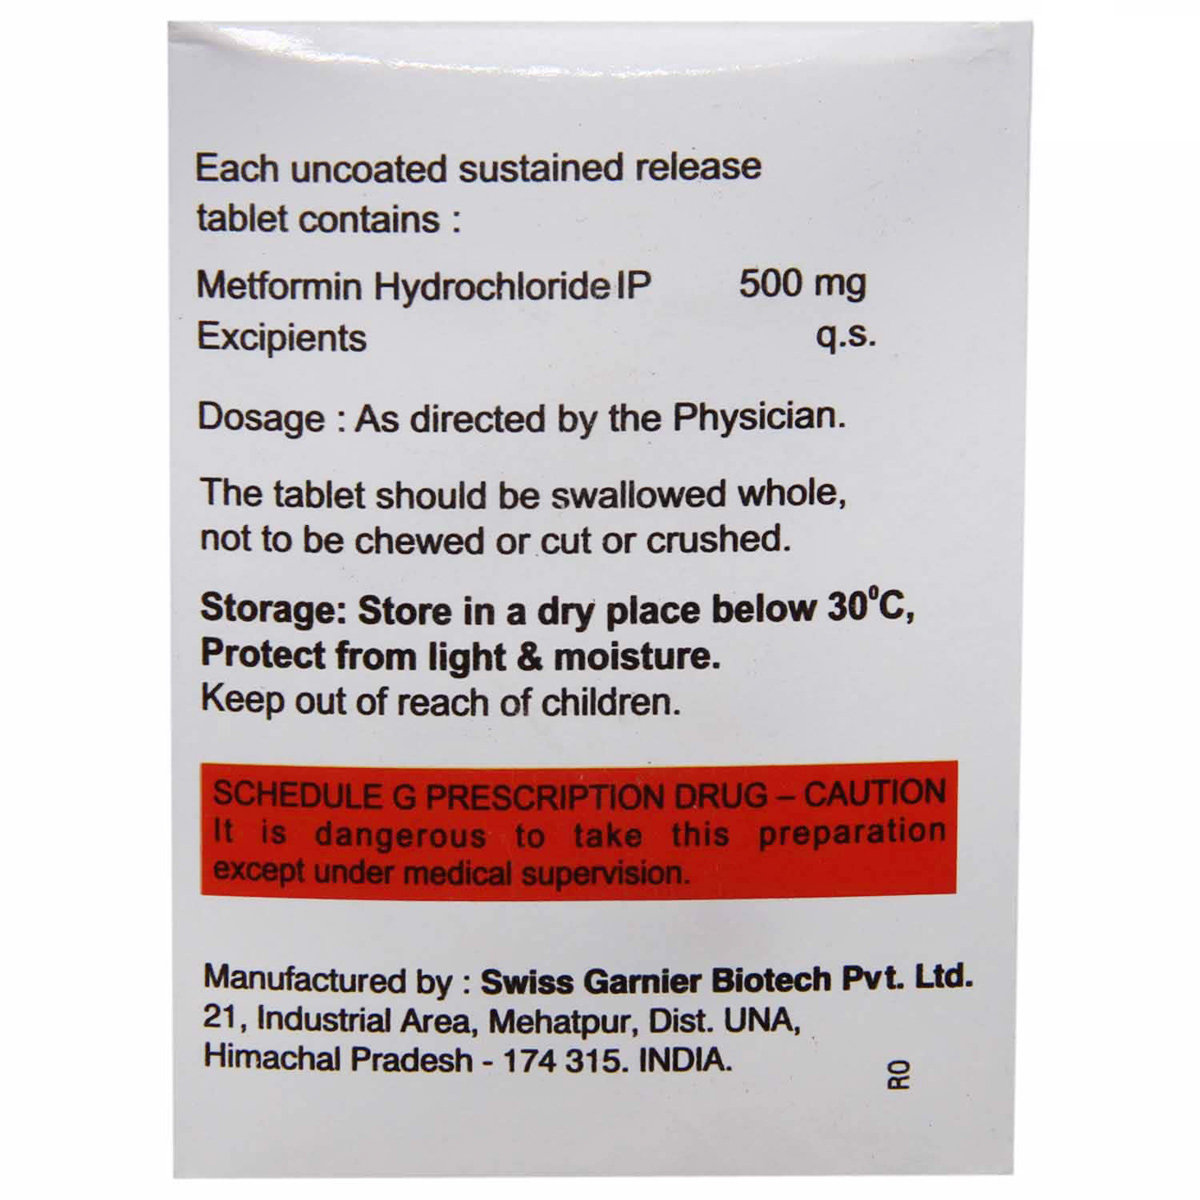 Each uncoated sustained release
tablet contains :
Metformin Hydrochloride IP 500 mg
Excipients q.s.
Dosage : As directed by the Physician.
The tablet should be swallowed whole,
not to be chewed or cut or crushed.
Storage: Store in a dry place below 30⁰C,
Protect from light & moisture.
Keep out of reach of children.
SCHEDULE G PRESCRIPTION DRUG – CAUTION
It is dangerous to take this preparation
except under medical supervision.
Manufactured by : Swiss Garnier Biotech Pvt. Ltd.
21, Industrial Area, Mehatpur, Dist. UNA,
Himachal Pradesh - 174 315. INDIA.
R0